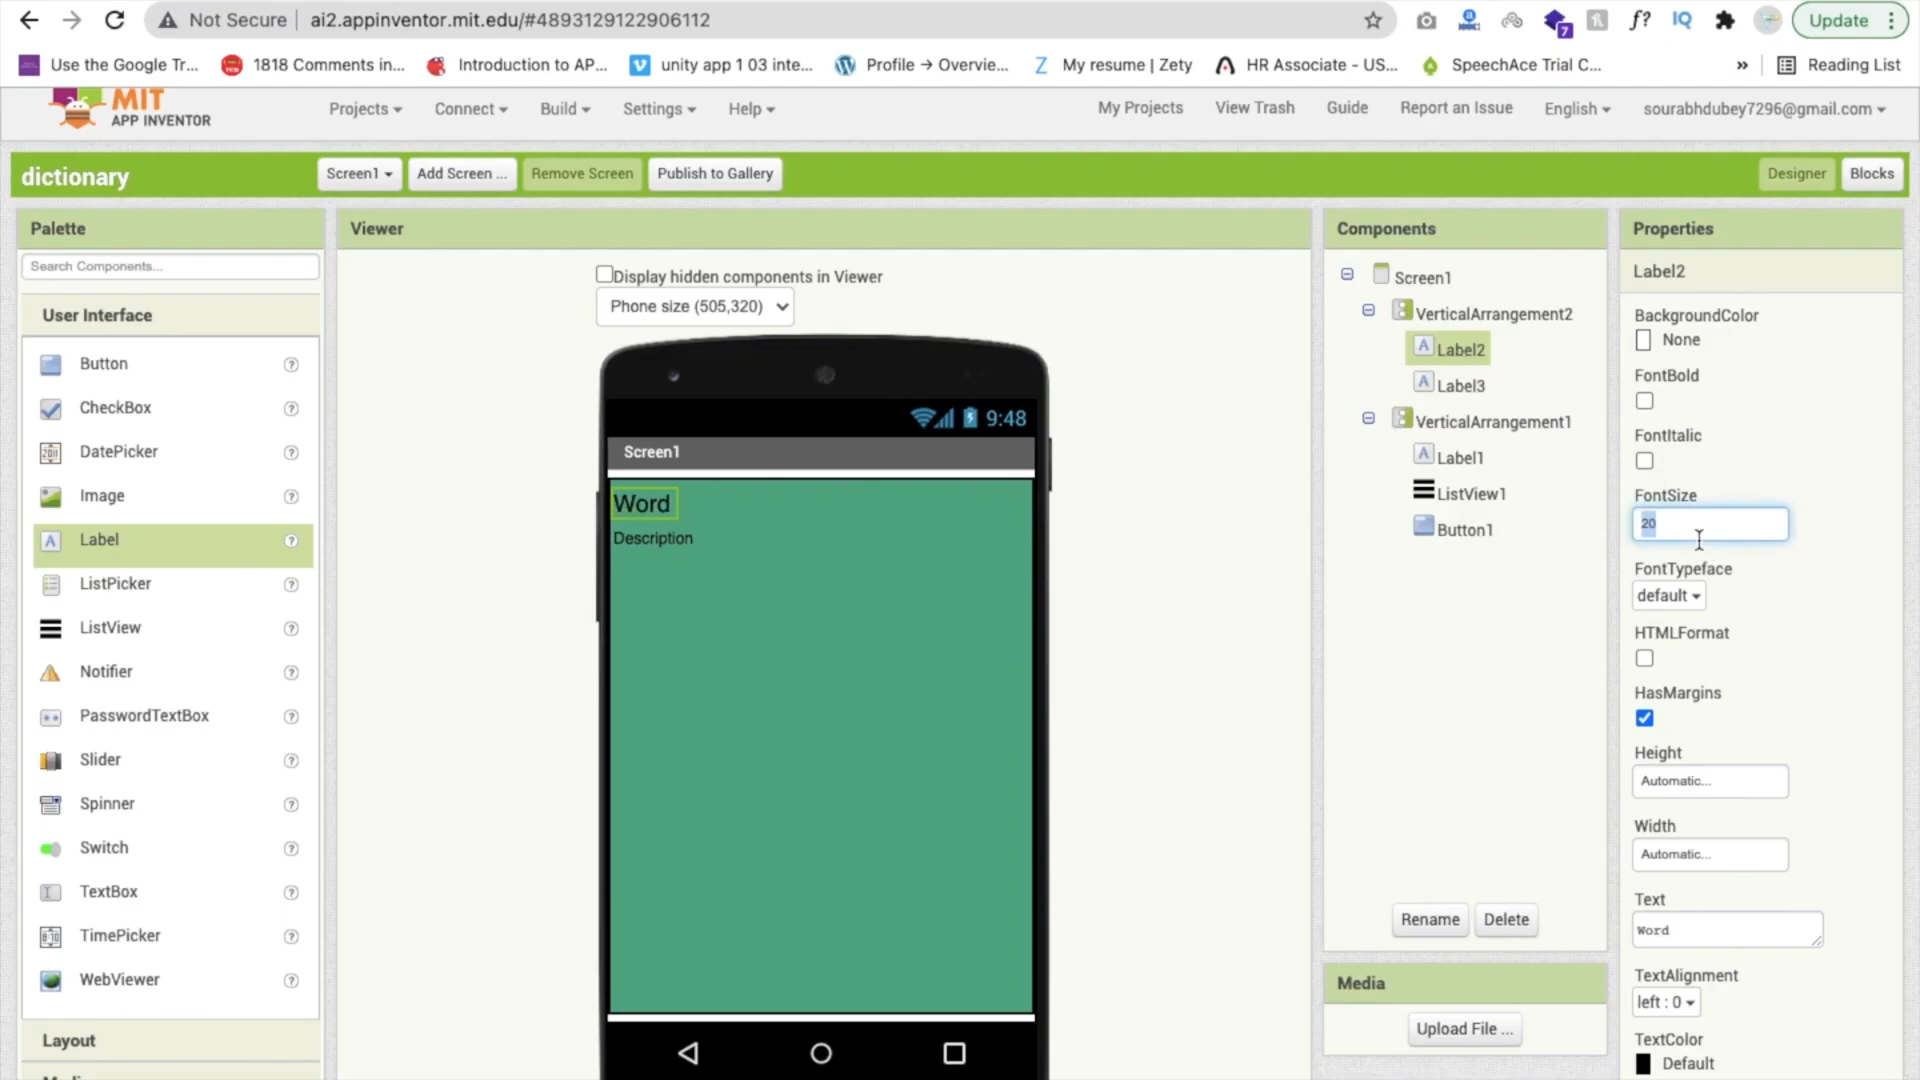 Not Secure | ai2.appinventor.mit.edu/#4893129122906112
7
f?
IQ
Update
Use the Google Tr...
1818 Comments in...
Introduction to AP...
unity app 1 03 inte...
Profile → Overvie...
My resume | Zety
HR Associate - US...
SpeechAce Trial C...
»
Reading List
MIT
APP INVENTOR
Projects
Connect
Build
Settings
Help
My Projects
View Trash
Guide
Report an Issue
English
sourabhdubey7296@gmail.com
dictionary
Screen1
Add Screen ...
Remove Screen
Publish to Gallery
Designer
Blocks
Palette
Search Components...
User Interface
Button
CheckBox
DatePicker
Image
Label
ListPicker
ListView
Notifier
PasswordTextBox
Slider
Spinner
Switch
TextBox
TimePicker
WebViewer
Layout
Viewer
Display hidden components in Viewer
Phone size (505,320)
9:48
Screen1
Word
Description
Components
Screen1
VerticalArrangement2
Label2
Label3
VerticalArrangement1
Label1
ListView1
Button1
Rename
Delete
Media
Upload File ...
Properties
Label2
BackgroundColor
None
FontBold
FontItalic
FontSize
20
FontTypeface
default
HTMLFormat
HasMargins
Height
Automatic...
Width
Automatic...
Text
Word
TextAlignment
left : 0
TextColor
Default